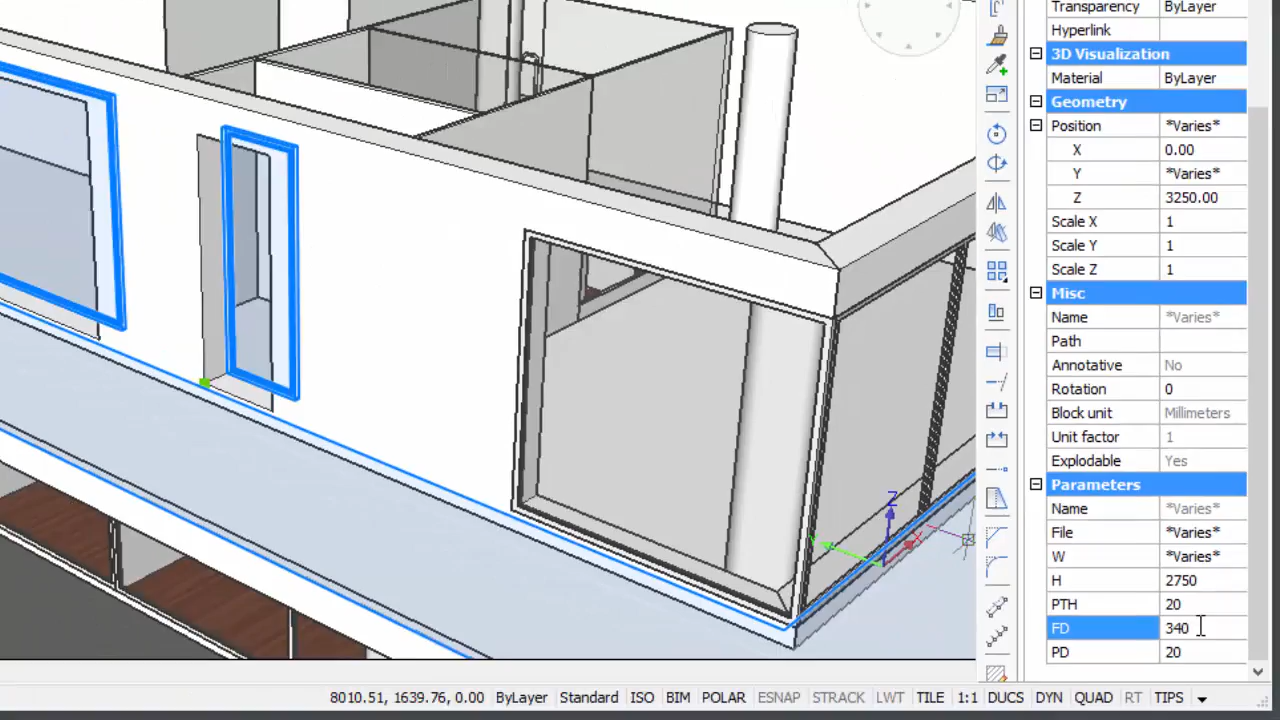 Transparency ByLayer
Hyperlink
3D Visualization
Material ByLayer
Geometry
Position *Varies*
X 0.00
Y *Varies*
Z 3250.00
Scale X 1
Scale Y 1
Scale Z 1
Misc
Name *Varies*
Path
Annotative No
Rotation 0
Block unit Millimeters
Unit factor 1
Explodable Yes
Parameters
Name *Varies*
File *Varies*
W *Varies*
H 2750
PTH 20
FD 340
PD 20
Z
X
8010.51, 1639.76, 0.00 ByLayer Standard ISO BIM POLAR ESNAP STRACK LWT TILE 1:1 DUCS DYN QUAD RT TIPS